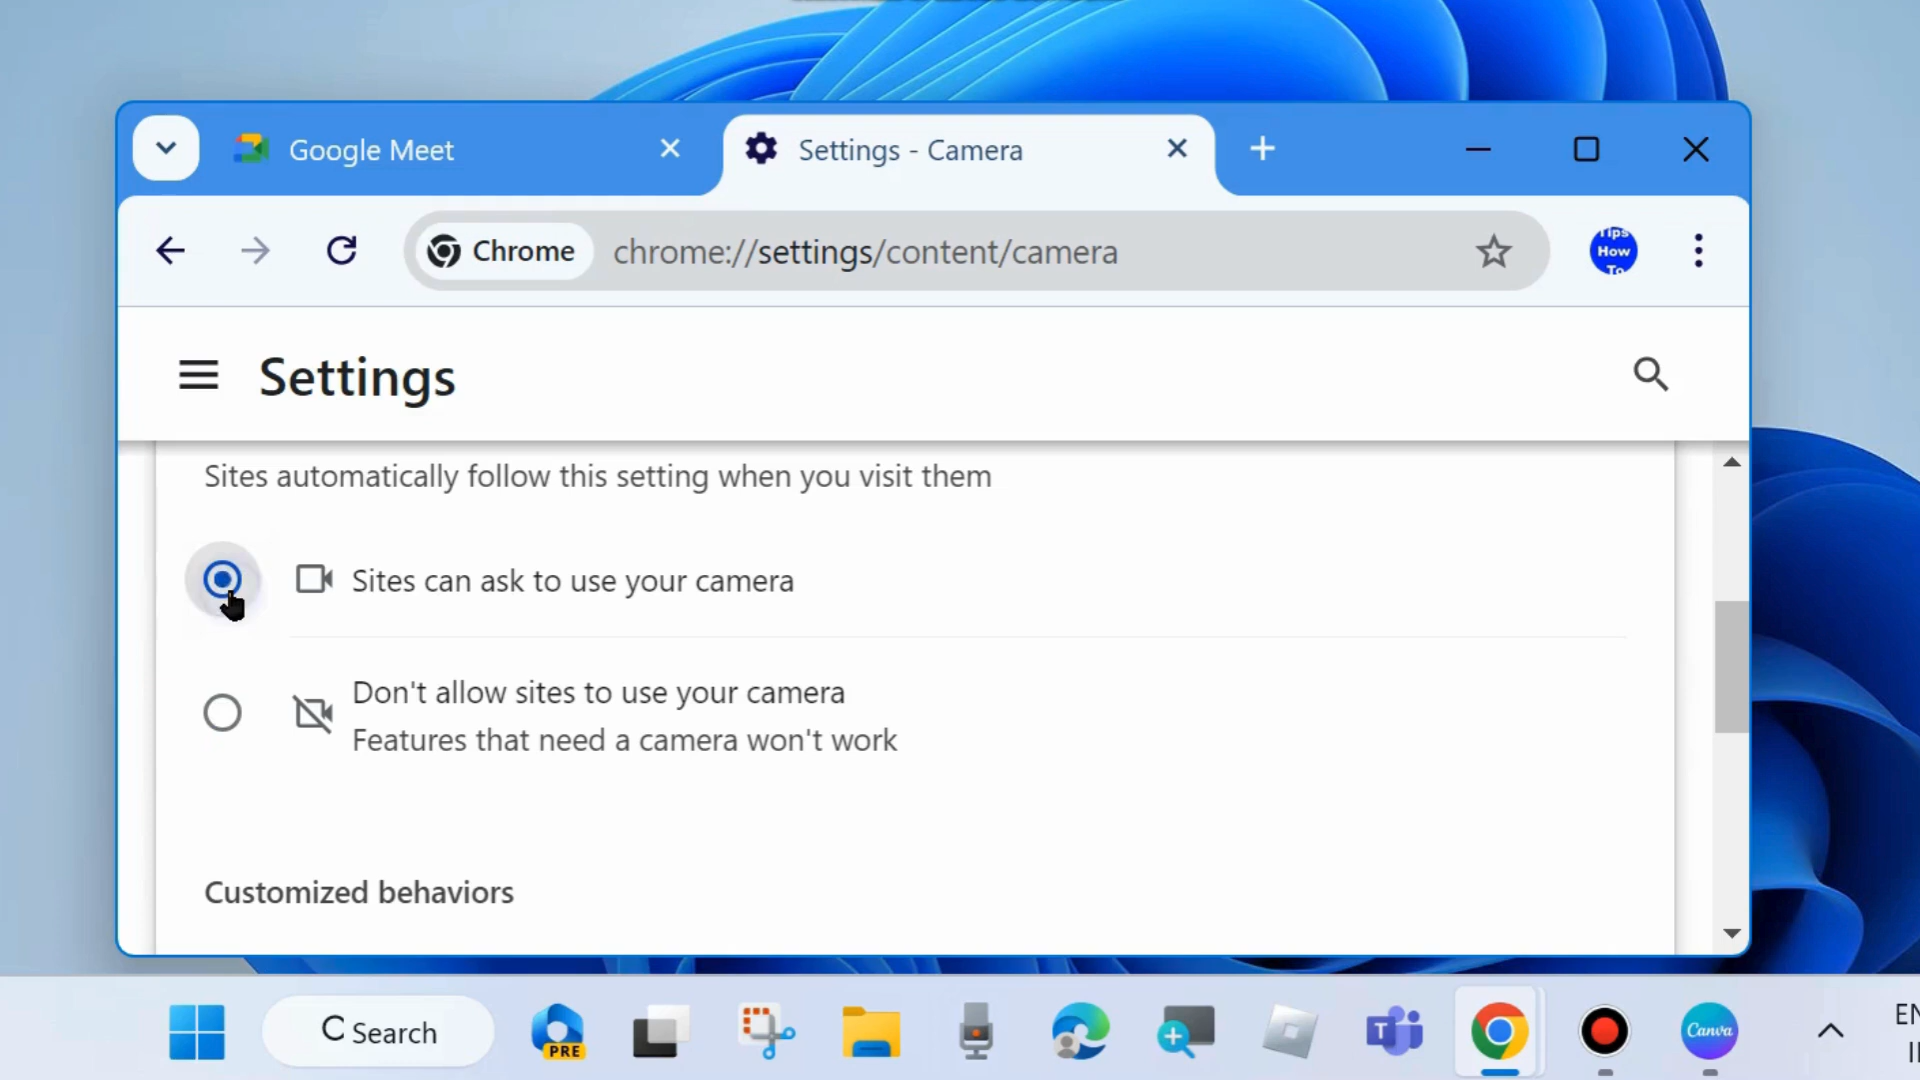 Google Meet
Settings - Camera
Chrome
chrome://settings/content/camera
Tips
How
To
Settings
Sites automatically follow this setting when you visit them
Sites can ask to use your camera
Don't allow sites to use your camera
Features that need a camera won't work
Customized behaviors
Search
PRE
T
Canva